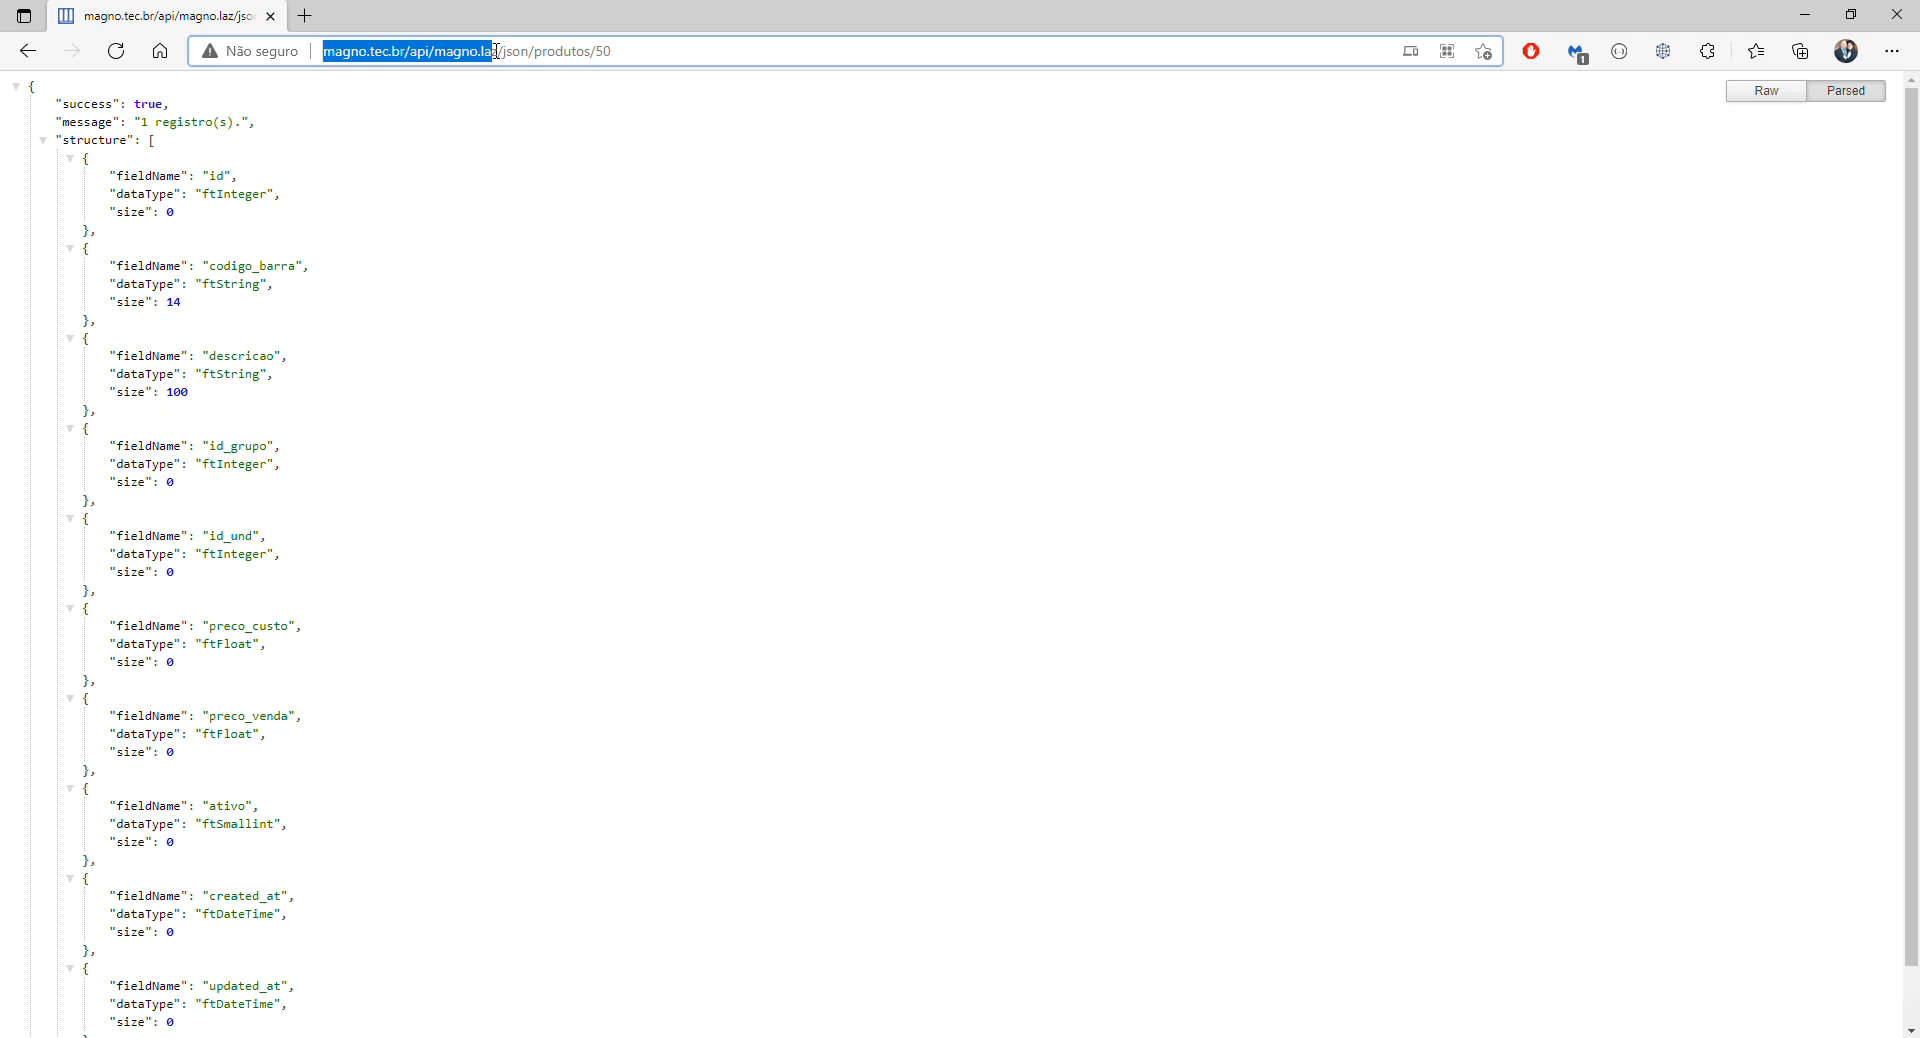 magno.tec.br/api/magno.laz/jso
Não seguro
magno.tec.br/api/magno.laz/json/produtos/50
1
Raw
Parsed
{
"success": true,
"message": "1 registro(s).",
"structure": [
{
"fieldName": "id",
"dataType": "ftInteger",
"size": 0
},
{
"fieldName": "codigo_barra",
"dataType": "ftString",
"size": 14
},
{
"fieldName": "descricao",
"dataType": "ftString",
"size": 100
},
{
"fieldName": "id_grupo",
"dataType": "ftInteger",
"size": 0
},
{
"fieldName": "id_und",
"dataType": "ftInteger",
"size": 0
},
{
"fieldName": "preco_custo",
"dataType": "ftFloat",
"size": 0
},
{
"fieldName": "preco_venda",
"dataType": "ftFloat",
"size": 0
},
{
"fieldName": "ativo",
"dataType": "ftSmallint",
"size": 0
},
{
"fieldName": "created_at",
"dataType": "ftDateTime",
"size": 0
},
{
"fieldName": "updated_at",
"dataType": "ftDateTime",
"size": 0